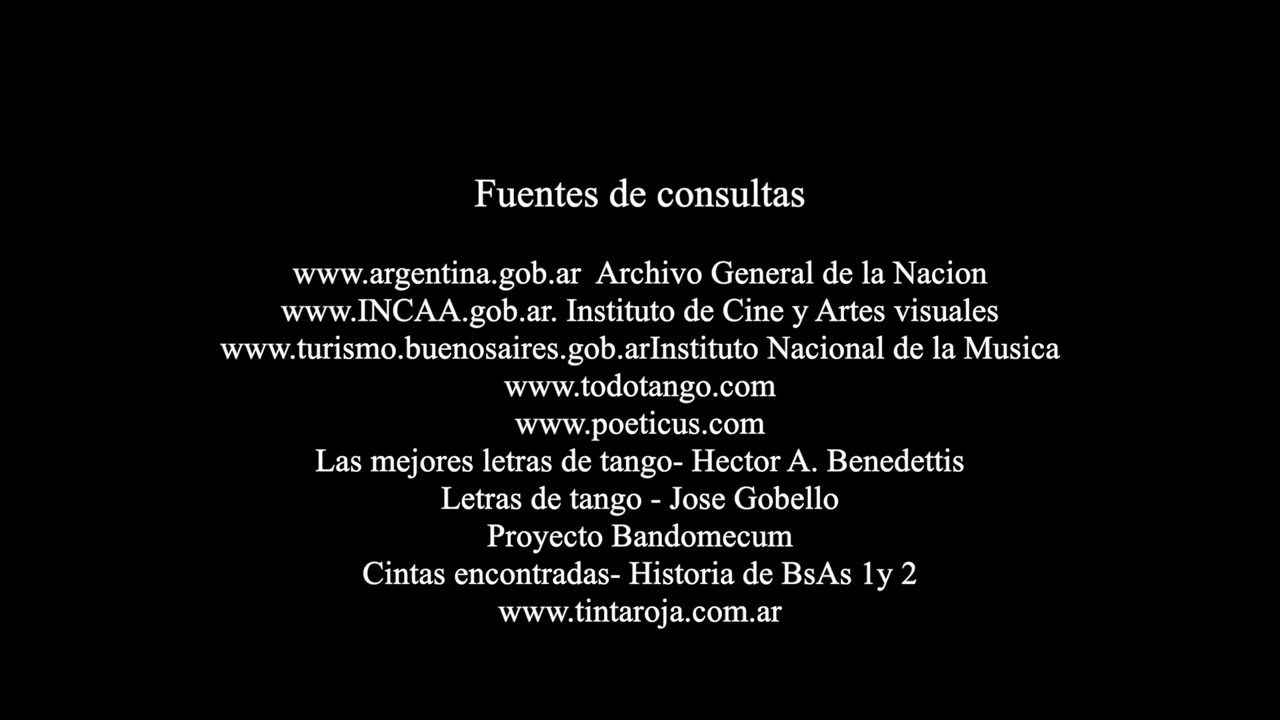 Fuentes de consultas
www.argentina.gob.ar  Archivo General de la Nacion
www.INCAA.gob.ar. Instituto de Cine y Artes visuales
www.turismo.buenosaires.gob.arInstituto Nacional de la Musica
www.todotango.com
www.poeticus.com
Las mejores letras de tango- Hector A. Benedettis
Letras de tango - Jose Gobello
Proyecto Bandomecum
Cintas encontradas- Historia de BsAs 1y 2
www.tintaroja.com.ar